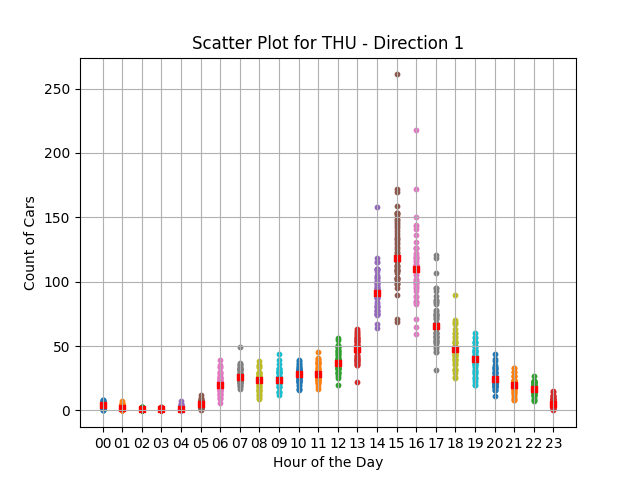 Scatter Plot for THU - Direction 1
250
200
150
100
50
0
Count of Cars
00 01 02 03 04 05 06 07 08 09 10 11 12 13 14 15 16 17 18 19 20 21 22 23
Hour of the Day